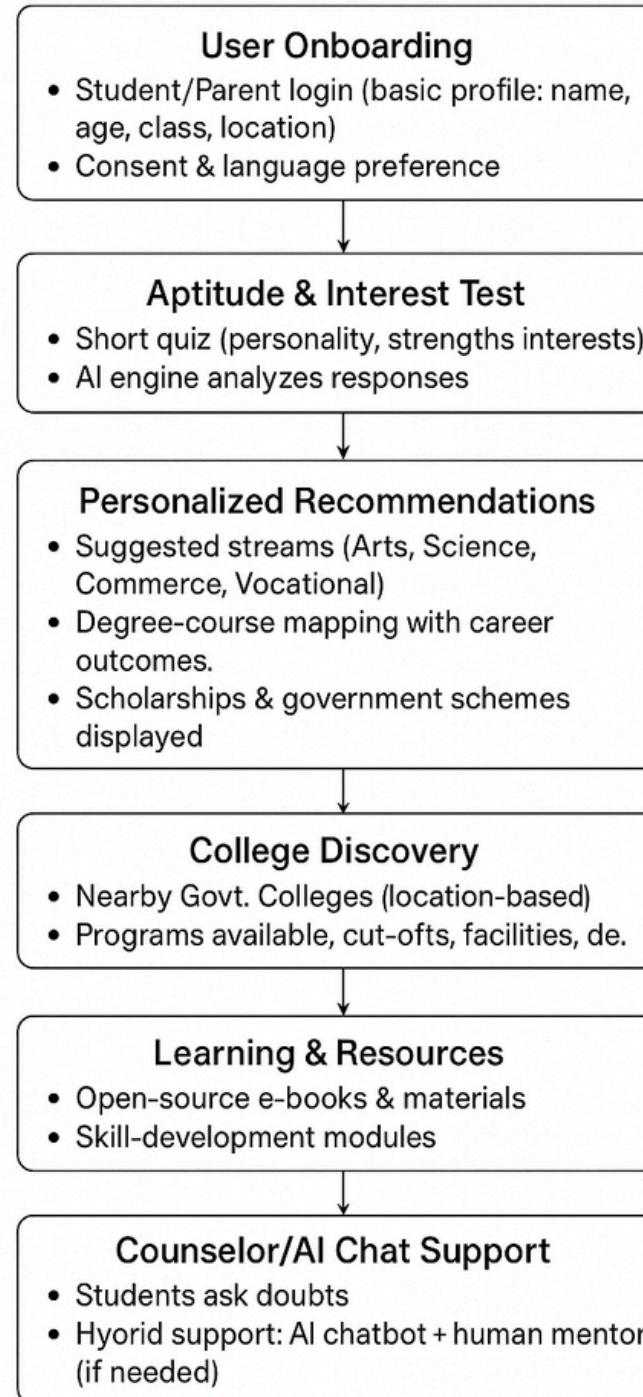 User Onboarding
• Student/Parent login (basic profile: name,
age, class, location)
• Consent & language preference
Aptitude & Interest Test
• Short quiz (personality, strengths interests)
• AI engine analyzes responses
Personalized Recommendations
• Suggested streams (Arts, Science,
Commerce, Vocational)
• Degree-course mapping with career
outcomes.
• Scholarships & government schemes
displayed
College Discovery
• Nearby Govt. Colleges (location-based)
• Programs available, cut-ofts, facilities, de.
Learning & Resources
• Open-source e-books & materials
• Skill-development modules
Counselor/AI Chat Support
• Students ask doubts
• Hyorid support: AI chatbot + human mentor
(if needed)